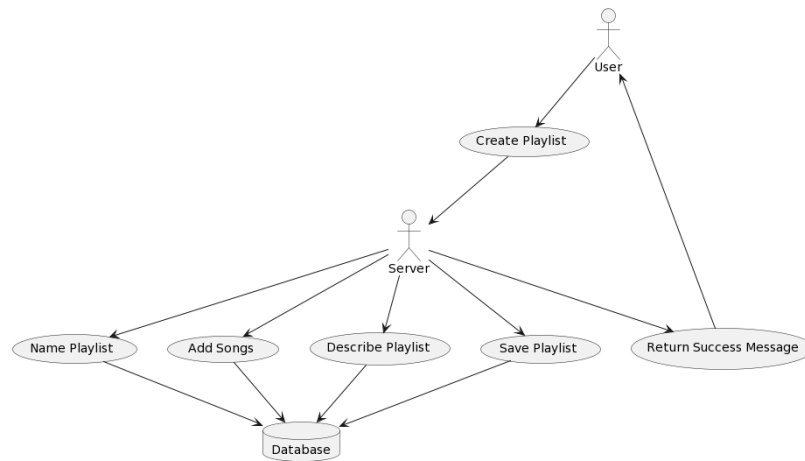 User
Create Playlist
Server
Name Playlist
Add Songs
Describe Playlist
Save Playlist
Return Success Message
Database